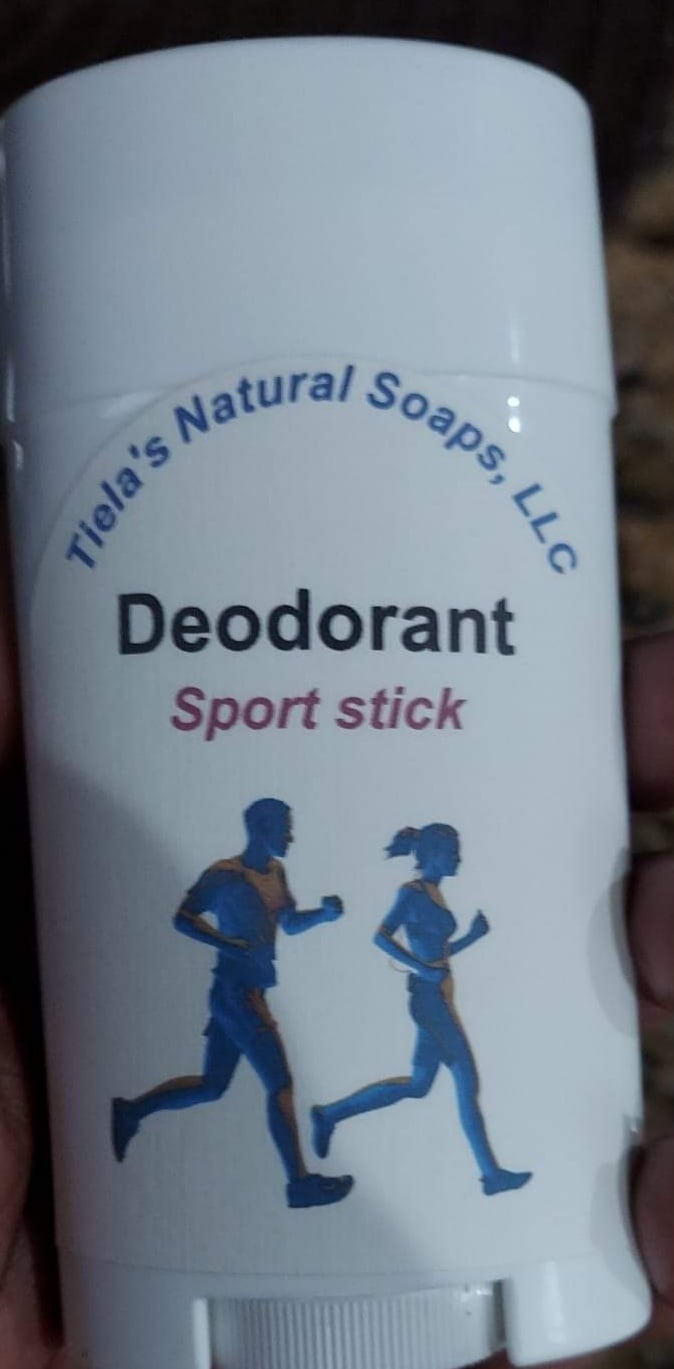 Tiela's Natural Soaps, LLC
Deodorant
Sport stick